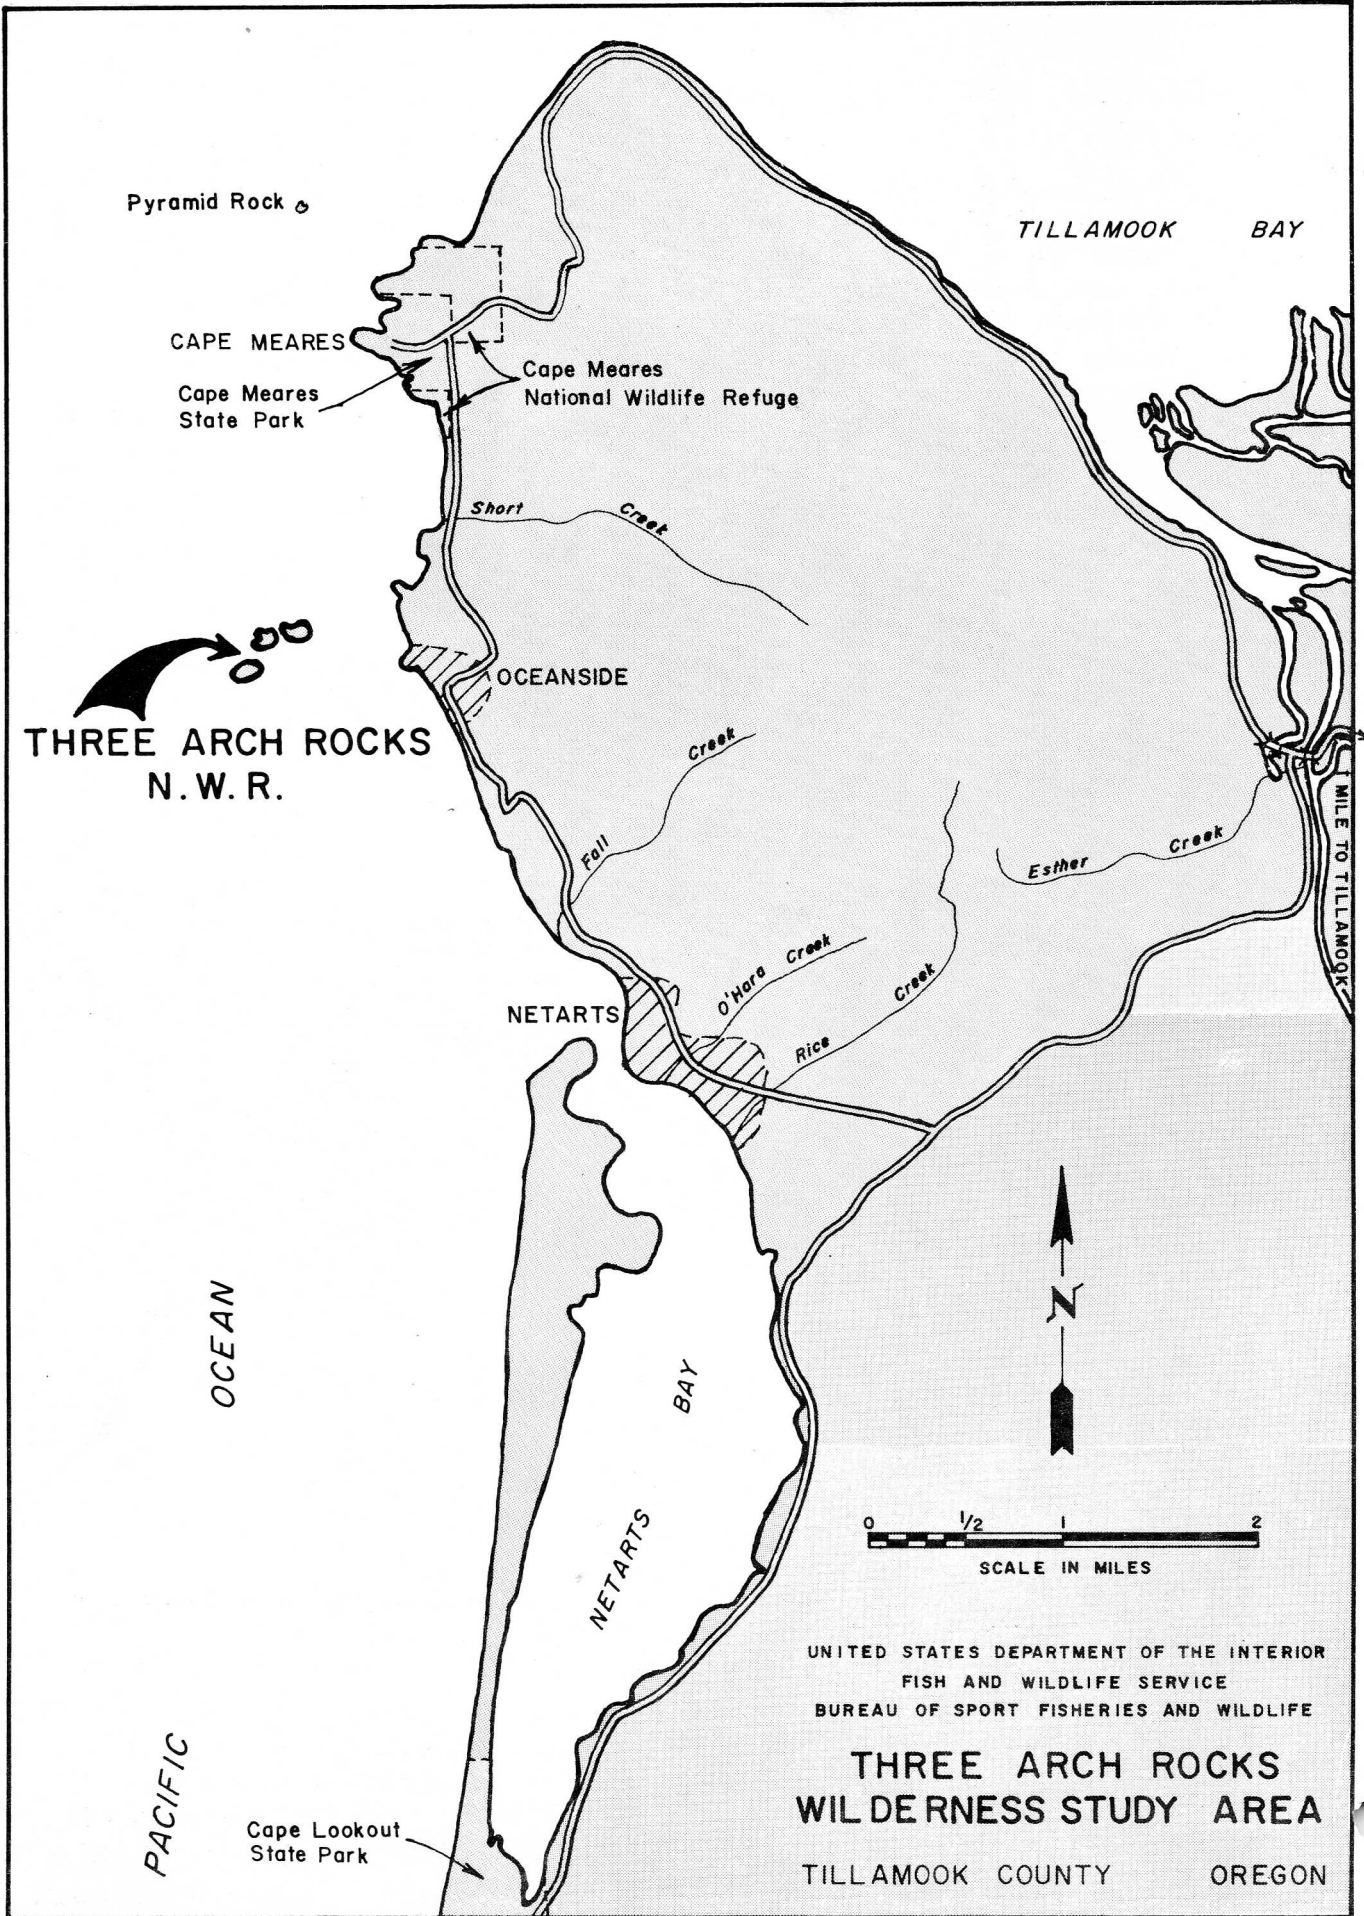 Pyramid Rock
TILLAMOOK BAY
CAPE MEARES
Cape Meares
State Park
Cape Meares
National Wildlife Refuge
Short Creek
OCEANSIDE
THREE ARCH ROCKS
N.W.R.
Creek
Fall
Esther Creek
1 MILE TO TILLAMOOK
O'Hara Creek
Rice Creek
NETARTS
N
OCEAN
PACIFIC
BAY
NETARTS
0 1/2 1 2
SCALE IN MILES
UNITED STATES DEPARTMENT OF THE INTERIOR
FISH AND WILDLIFE SERVICE
BUREAU OF SPORT FISHERIES AND WILDLIFE
THREE ARCH ROCKS
WILDERNESS STUDY AREA
TILLAMOOK COUNTY OREGON
Cape Lookout
State Park